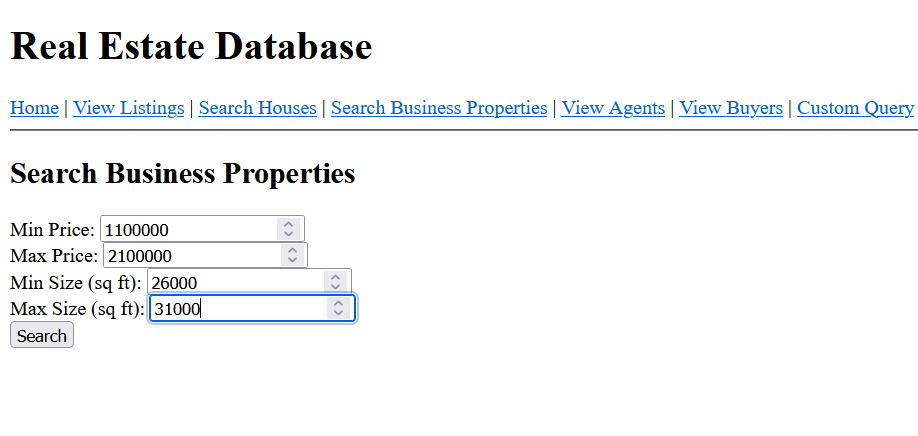 Real Estate Database
Home | View Listings | Search Houses | Search Business Properties | View Agents | View Buyers | Custom Query
Search Business Properties
Min Price: 1100000
Max Price: 2100000
Min Size (sq ft): 26000
Max Size (sq ft): 31000
Search